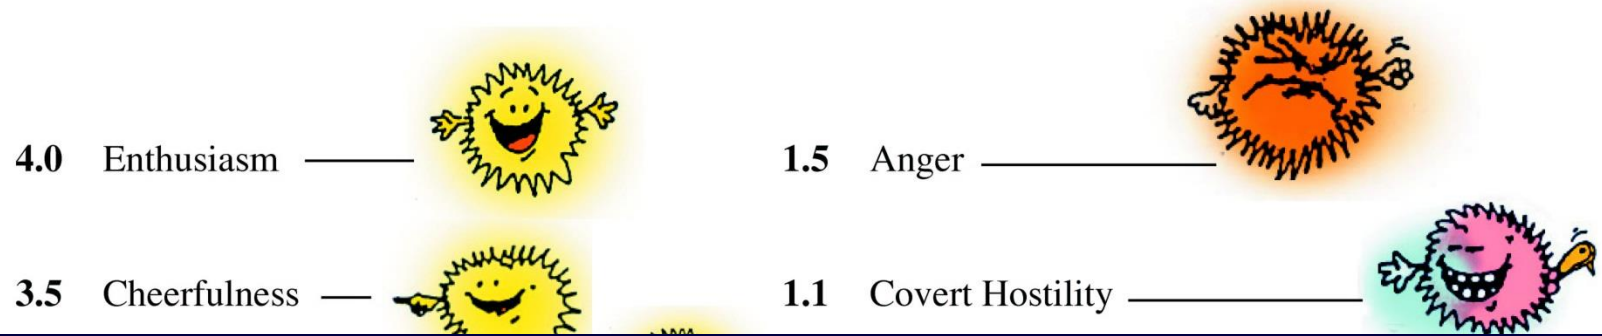 4.0 Enthusiasm
3.5 Cheerfulness
1.5 Anger
1.1 Covert Hostility